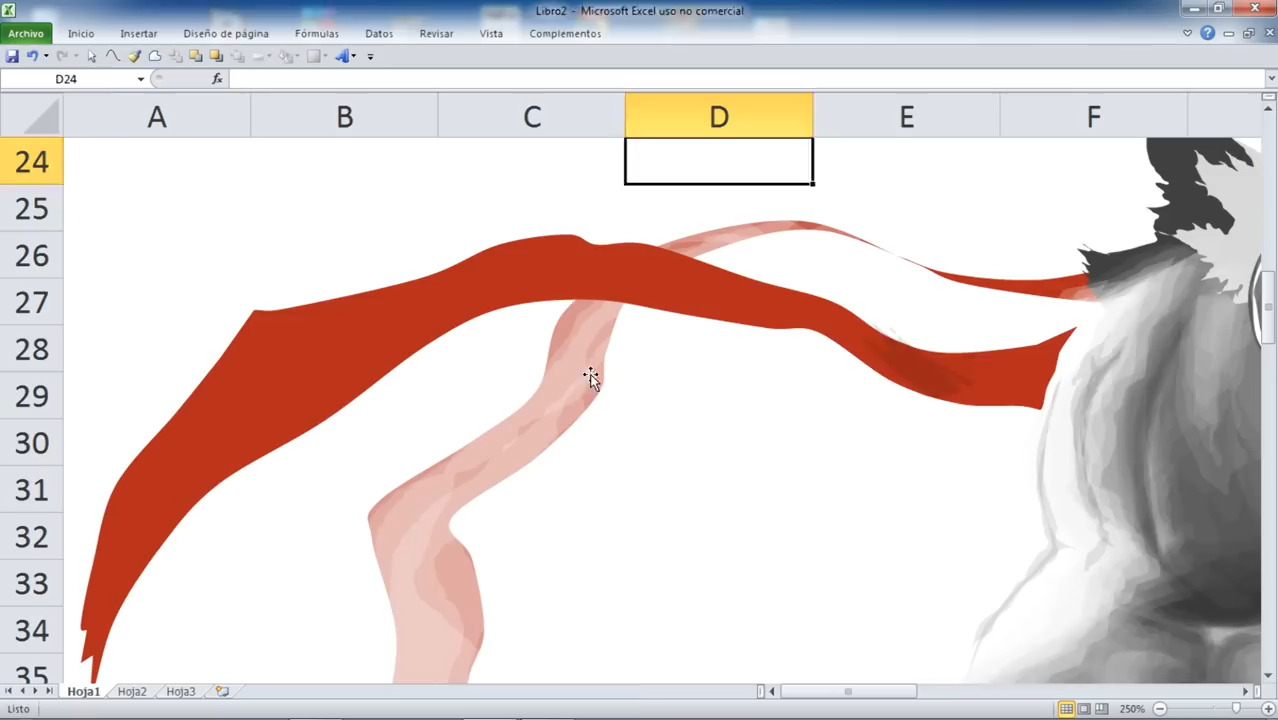 Libro2 - Microsoft Excel uso no comercial
Archivo Inicio Insertar Diseño de página Fórmulas Datos Revisar Vista Complementos
D24 fx
A B C D E F
24
25
26
27
28
29
30
31
32
33
34
35
Hoja1 Hoja2 Hoja3
Listo 250%